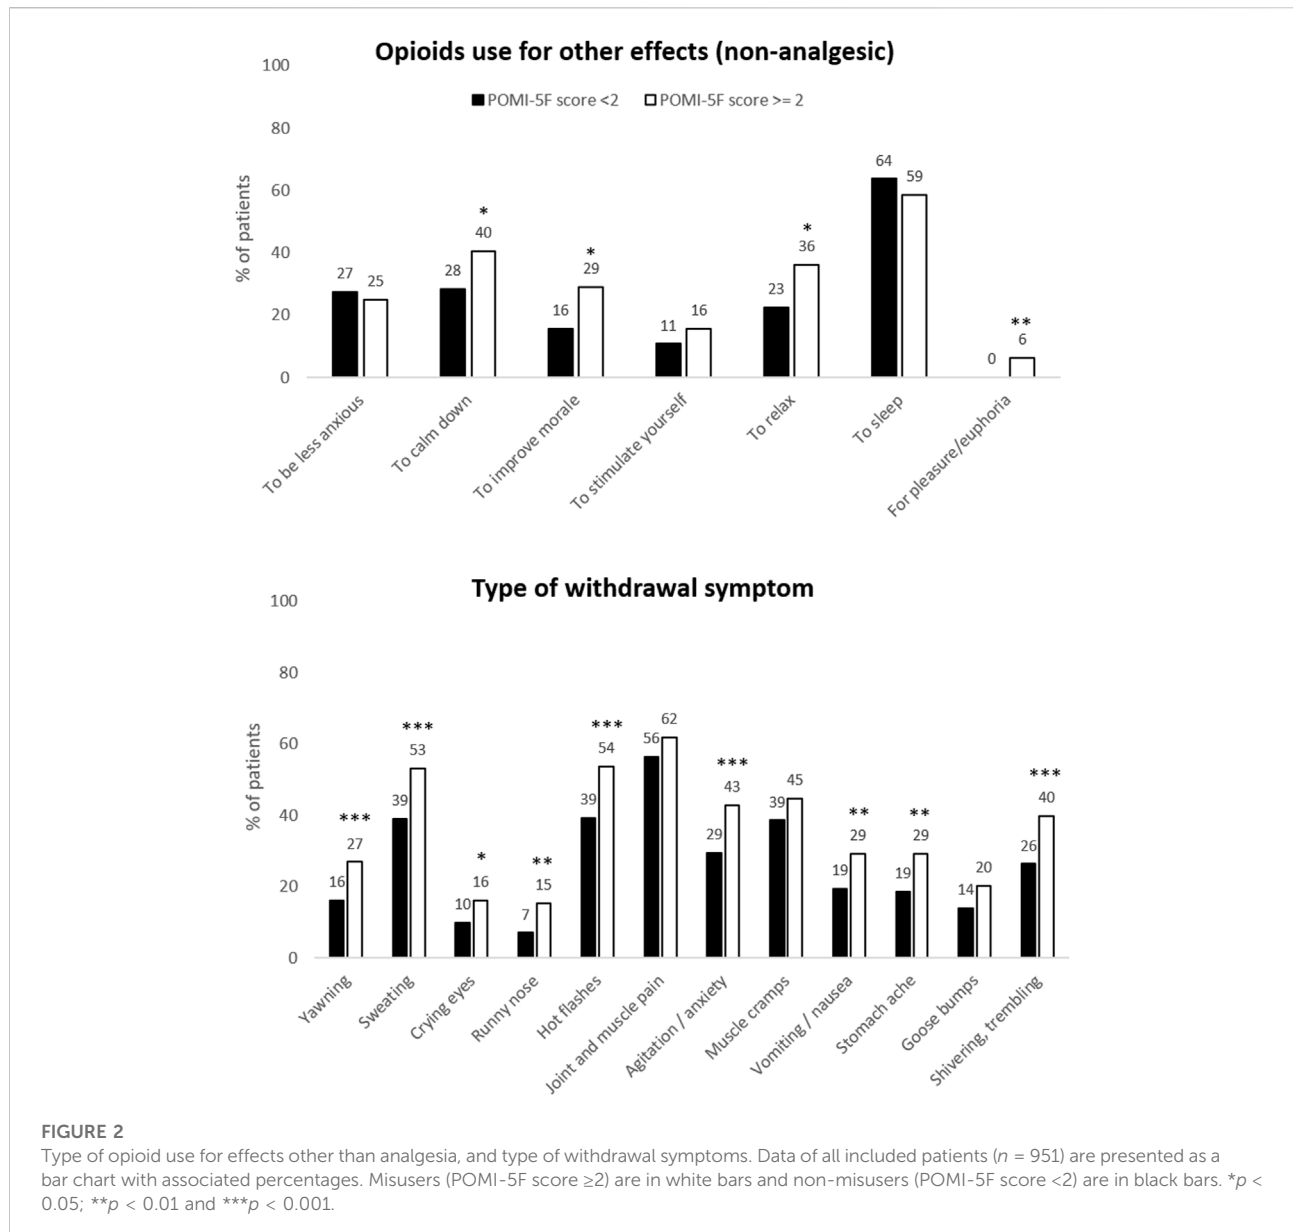 Opioids use for other effects (non-analgesic)
POMI-5F score <2 POMI-5F score >= 2
% of patients
100
80
60
40
20
0
27 25
28 40 *
16 29 *
11 16
23 36 *
64 59
0 6 **
To be less anxious
To calm down
To improve morale
To stimulate yourself
To relax
To sleep
For pleasure/euphoria
Type of withdrawal symptom
% of patients
100
80
60
40
20
0
16 27 ***
39 53 ***
10 16 *
7 15 **
39 54 ***
56 62
29 43 ***
39 45
19 29 **
19 29 **
14 20
26 40 ***
Yawning
Sweating
Crying eyes
Runny nose
Hot flashes
Joint and muscle pain
Agitation / anxiety
Muscle cramps
Vomiting / nausea
Stomach ache
Goose bumps
Shivering, trembling
FIGURE 2
Type of opioid use for effects other than analgesia, and type of withdrawal symptoms. Data of all included patients (n = 951) are presented as a
bar chart with associated percentages. Misusers (POMI-5F score ≥2) are in white bars and non-misusers (POMI-5F score <2) are in black bars. *p <
0.05; **p < 0.01 and ***p < 0.001.